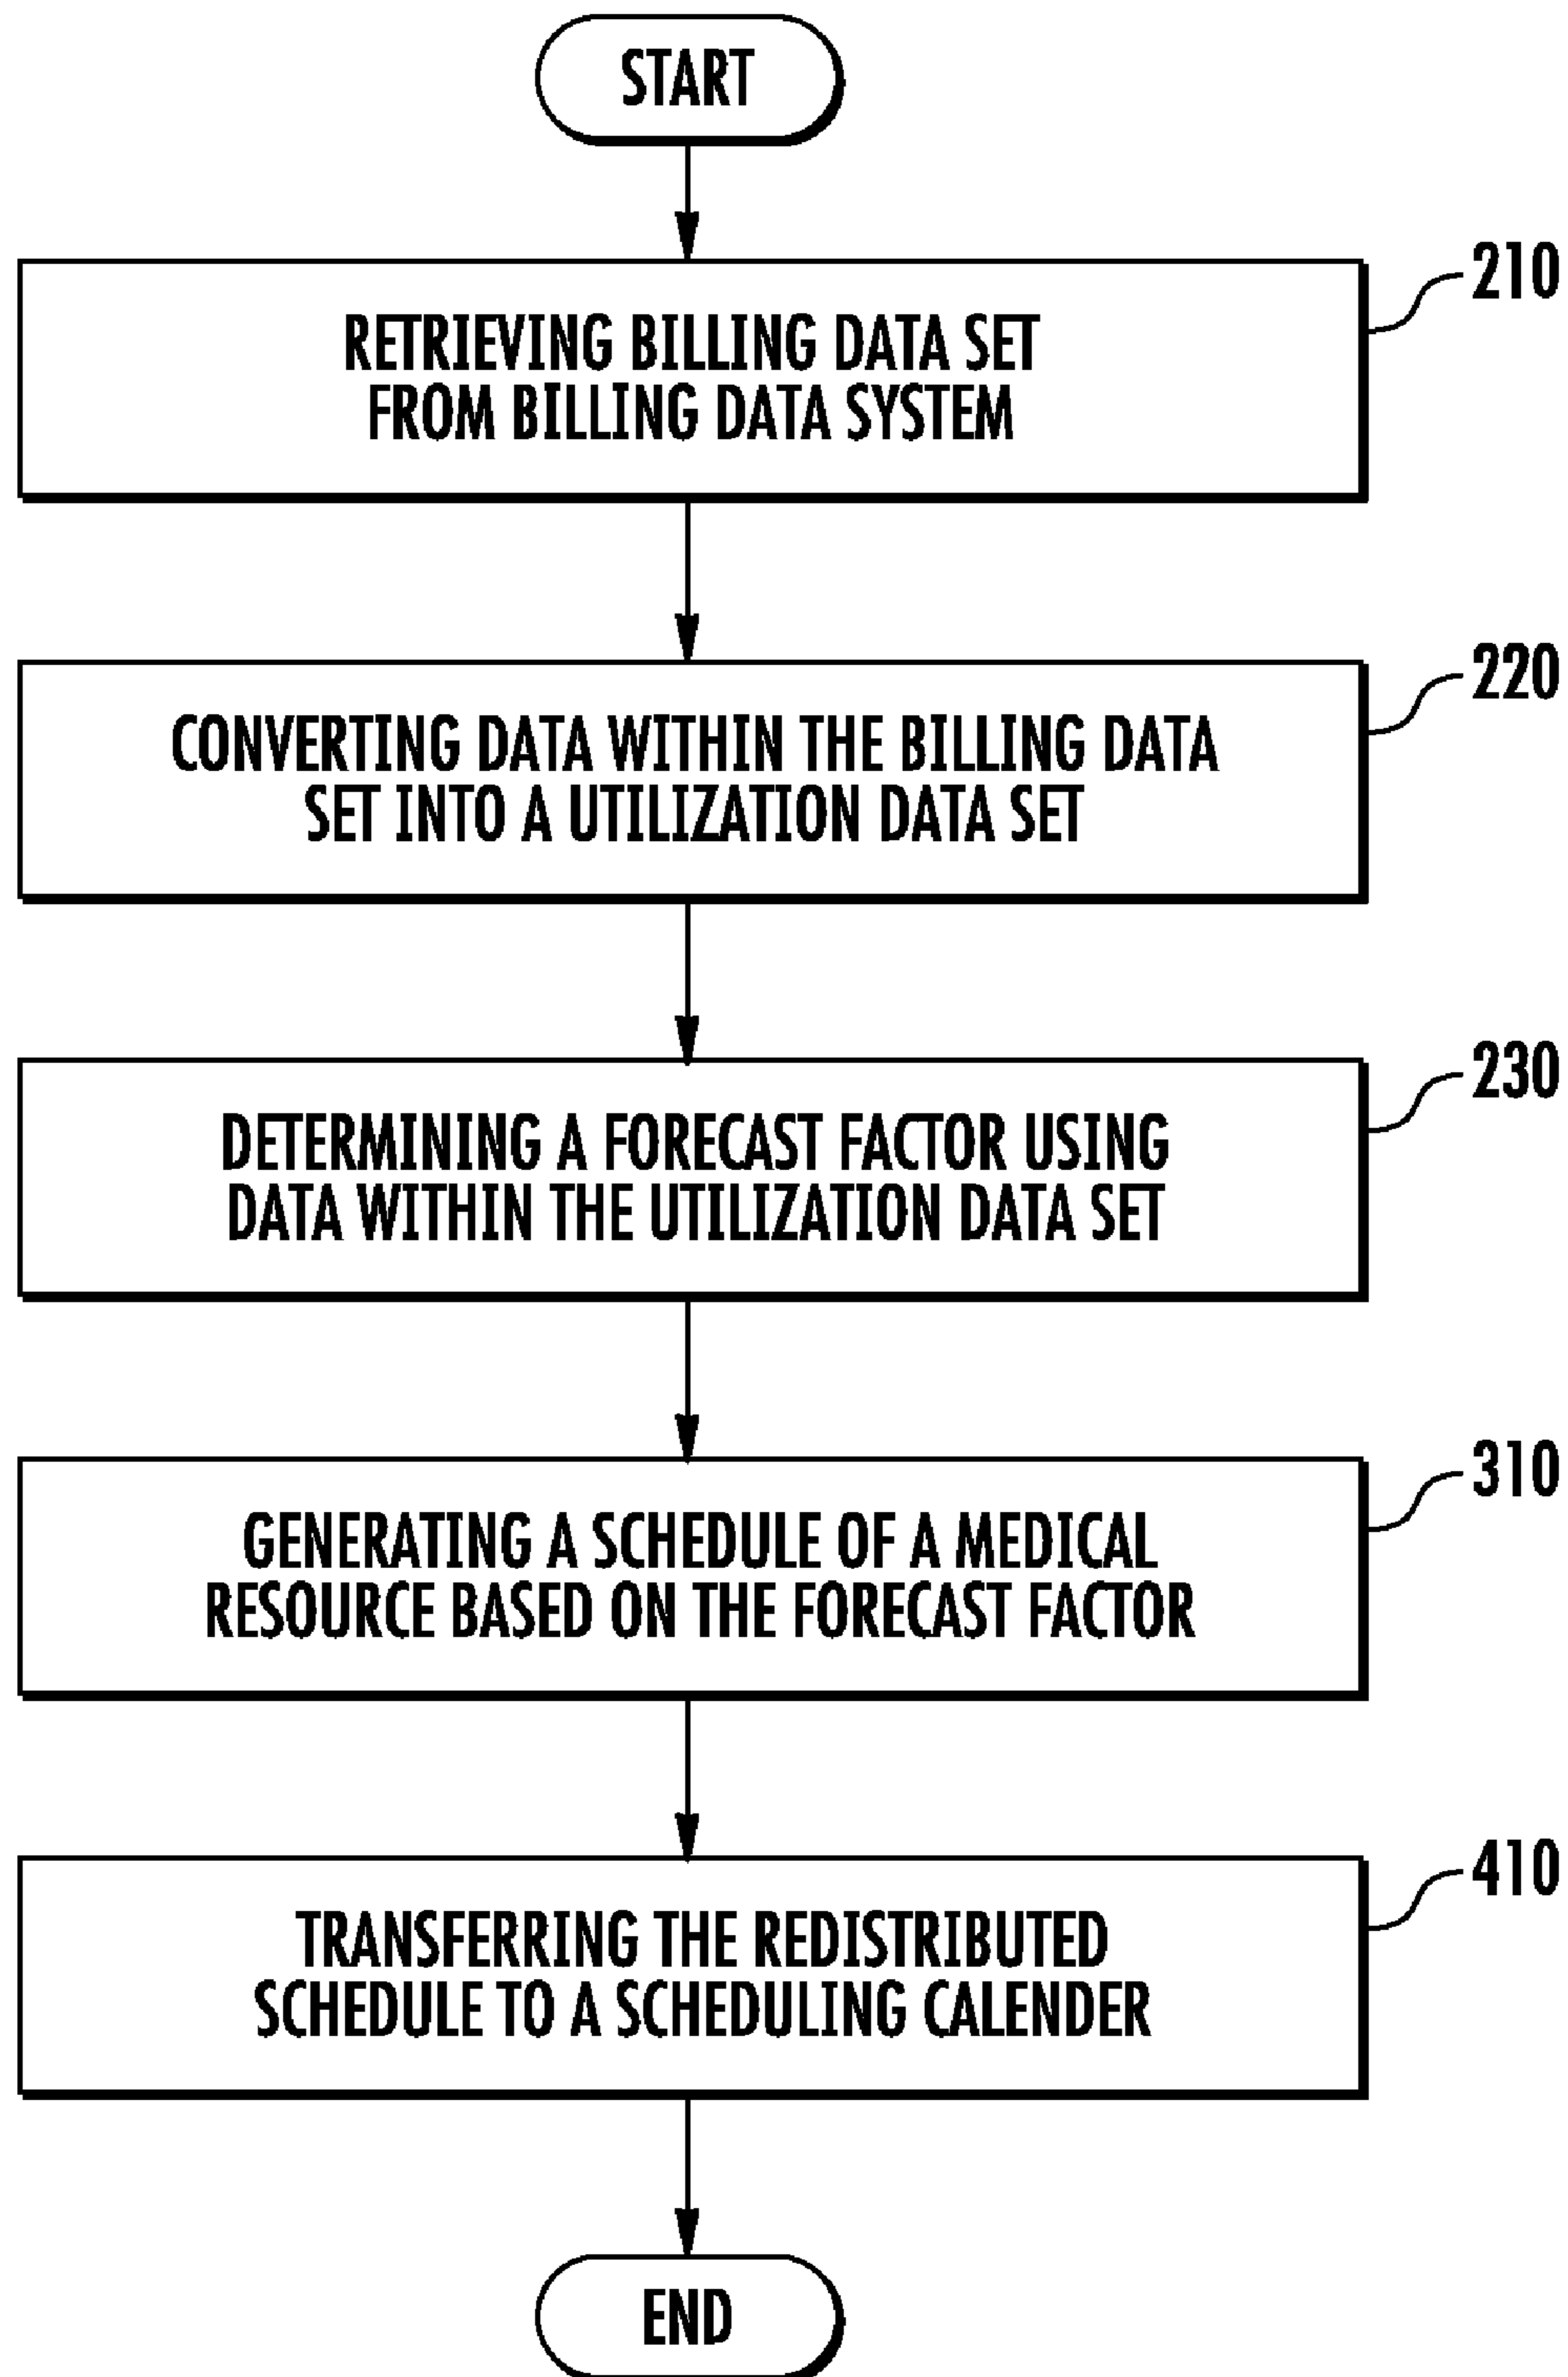 START
210
RETRIEVING BILLING DATA SET
FROM BILLING DATA SYSTEM
220
CONVERTING DATA WITHIN THE BILLING DATA
SET INTO A UTILIZATION DATA SET
230
DETERMINING A FORECAST FACTOR USING
DATA WITHIN THE UTILIZATION DATA SET
310
GENERATING A SCHEDULE OF A MEDICAL
RESOURCE BASED ON THE FORECAST FACTOR
410
TRANSFERRING THE REDISTRIBUTED
SCHEDULE TO A SCHEDULING CALENDER
END